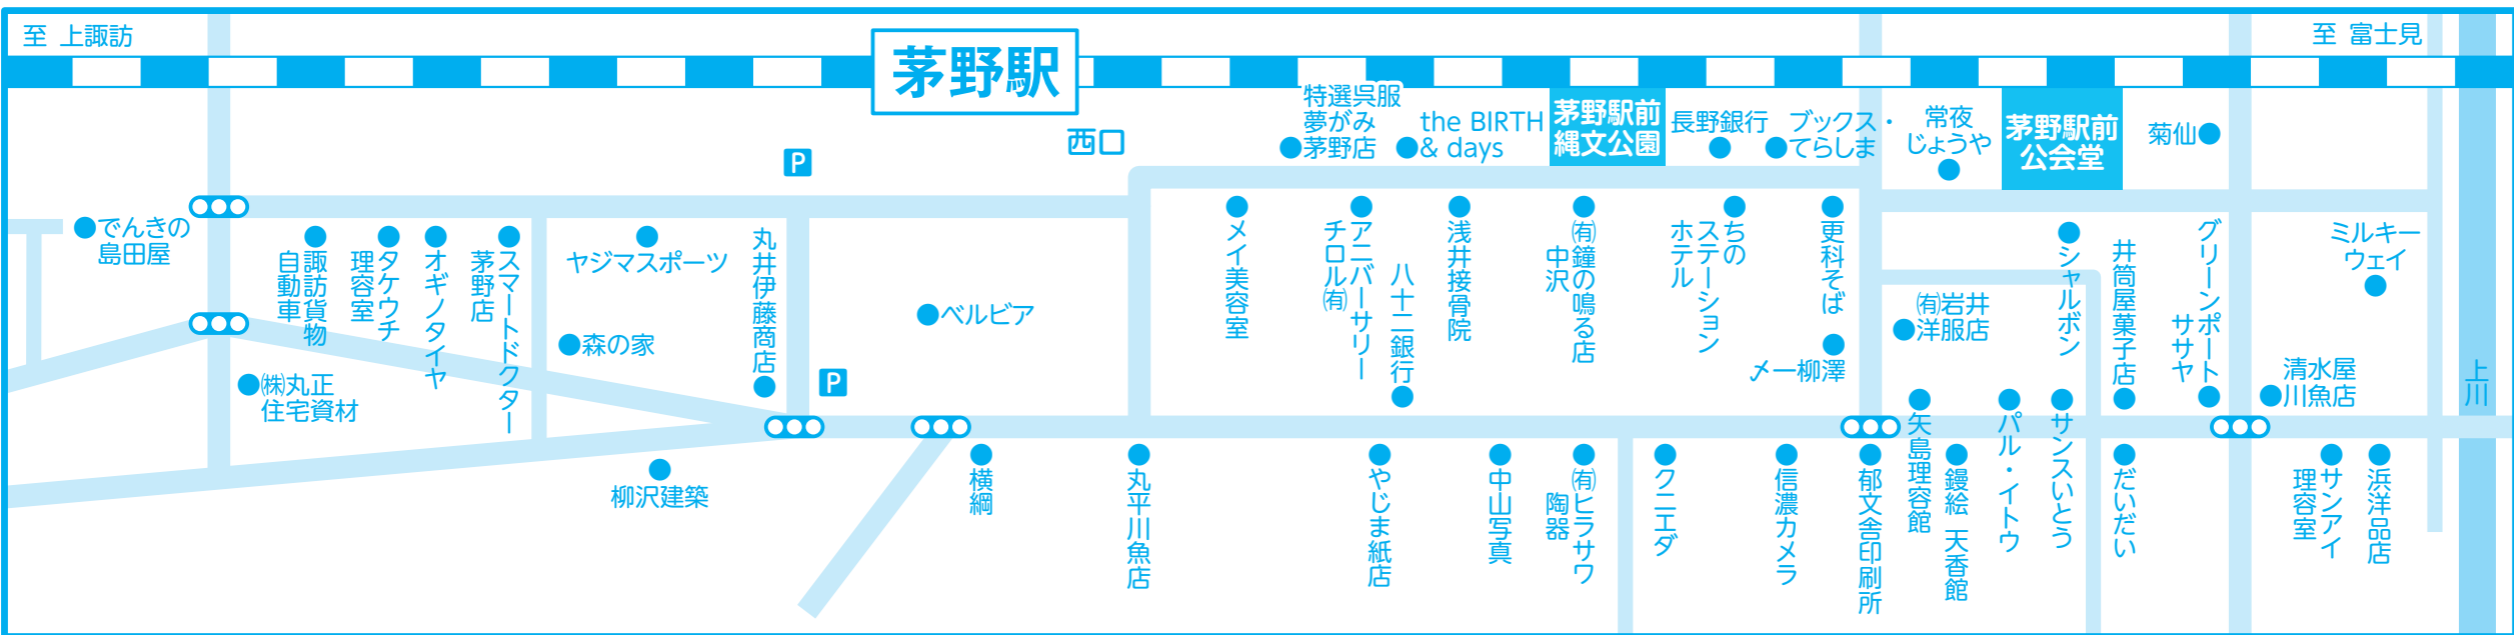 至 上諏訪
茅野駅
至 富士見
西口
P
特選呉服
夢がみ
茅野店
the BIRTH
& days
茅野駅前
縄文公園
長野銀行
ブックス・
てらしま
常夜
じょうや
茅野駅前
公会堂
菊仙
でんきの
島田屋
諏訪貨物
自動車
タケウチ
理容室
オギノタイヤ
スマートドクター
茅野店
ヤジマスポーツ
森の家
丸井伊藤商店
P
ベルビア
㈱丸正
住宅資材
柳沢建築
メイ美容室
アニバーサリー
チロル㈲
八十二銀行
浅井接骨院
㈲鐘の鳴る店
中沢
ちの
ステーション
ホテル
更科そば
〆一柳澤
㈲岩井
洋服店
シャルボン
井筒屋菓子店
グリーンポート
ササヤ
ミルキー
ウェイ
清水屋
川魚店
上川
横綱
丸平川魚店
やじま紙店
中山写真
㈲ヒラサワ
陶器
クニエダ
信濃カメラ
郁文舎印刷所
矢島理容館
鏝絵 天香館
パル・イトウ
サンスいとう
だいだい
サンアイ
理容室
浜洋品店